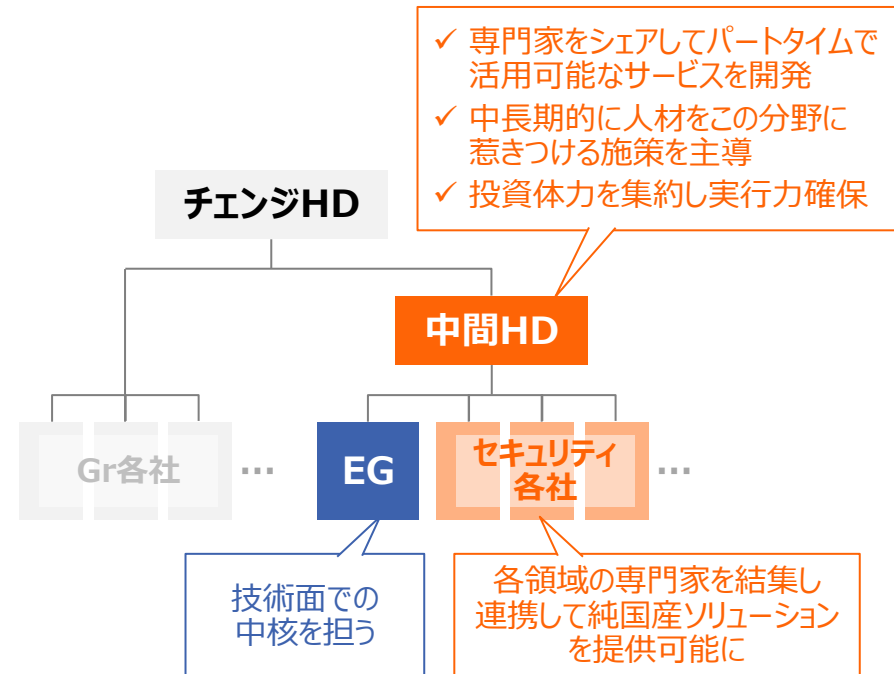 ✓ 専門家をシェアしてパートタイムで
活用可能なサービスを開発
✓ 中長期的に人材をこの分野に
惹きつける施策を主導
✓ 投資体力を集約し実行力確保
チェンジHD
中間HD
Gr各社
…
EG
セキュリティ
各社
…
技術面での
中核を担う
各領域の専門家を結集し
連携して純国産ソリューション
を提供可能に